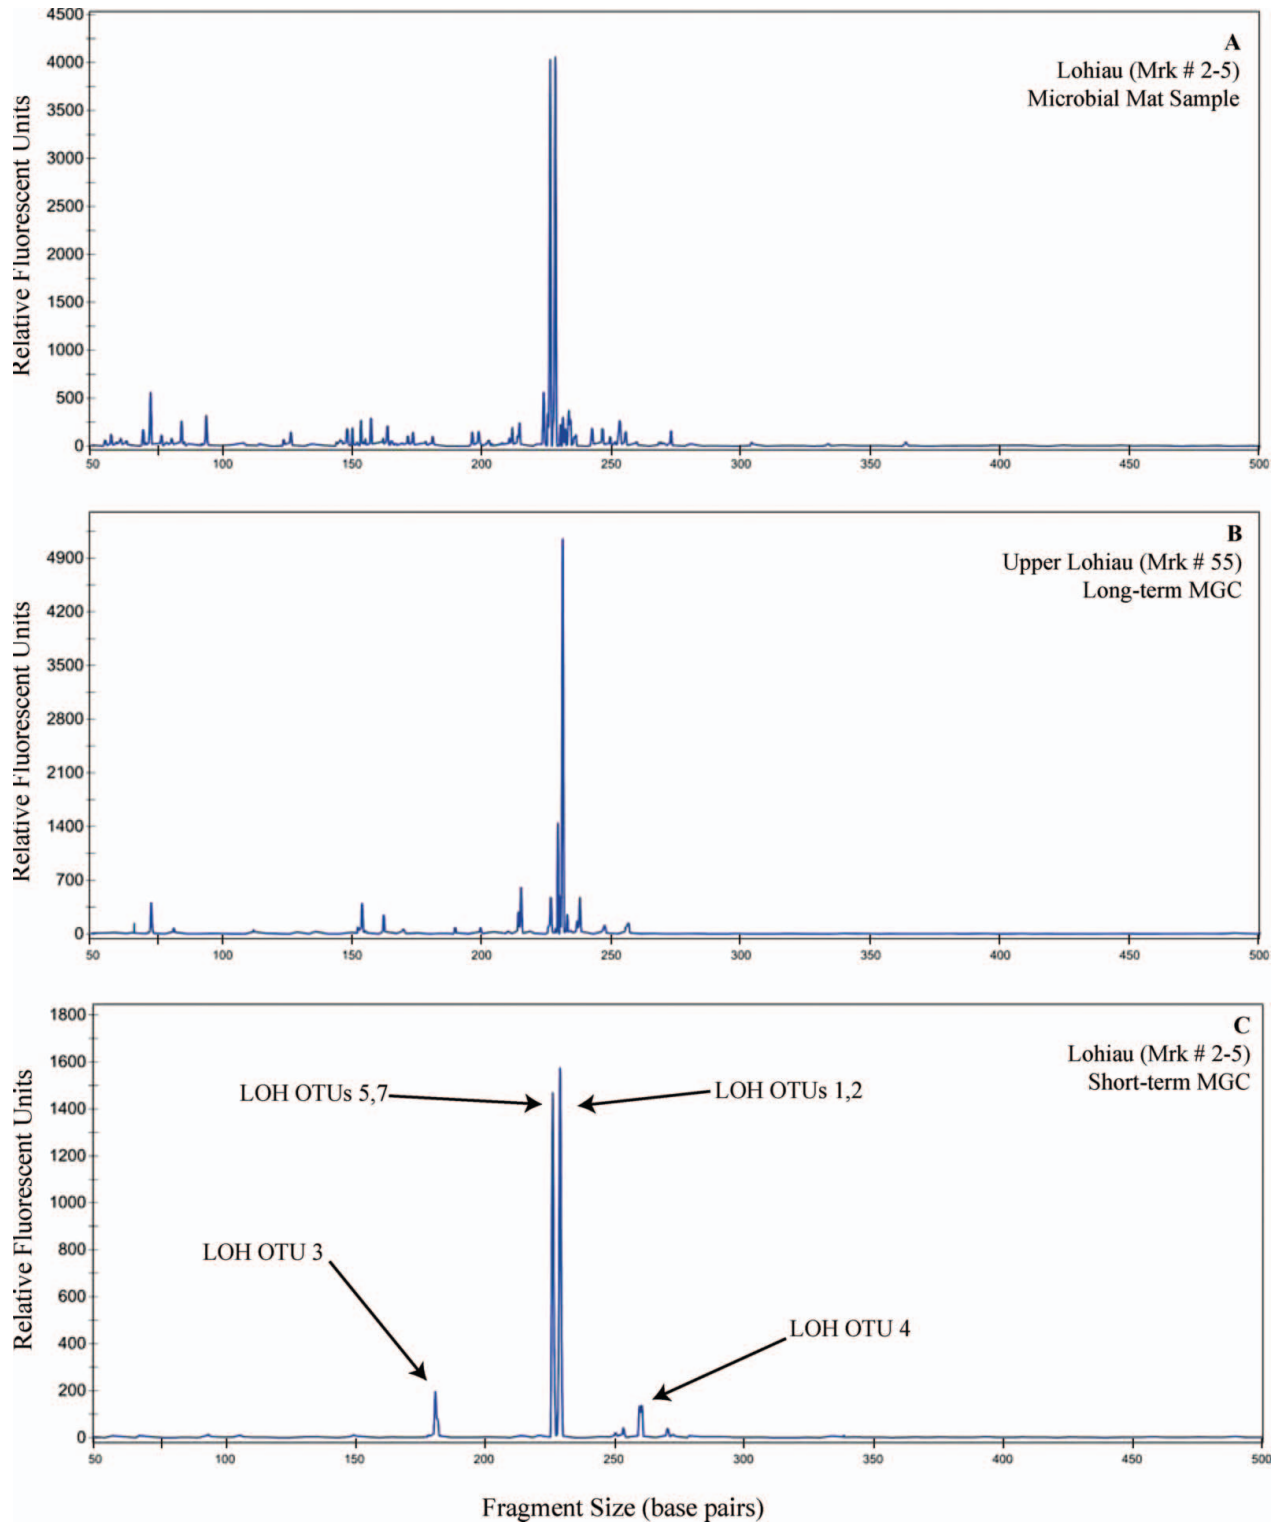 4500
4000
3500
3000
2500
2000
1500
1000
500
0
Relative Fluorescent Units
A
Lohiau (Mrk # 2-5)
Microbial Mat Sample
50 100 150 200 250 300 350 400 450 500
4900
4200
3500
2800
2100
1400
700
0
Relative Fluorescent Units
B
Upper Lohiau (Mrk # 55)
Long-term MGC
50 100 150 200 250 300 350 400 450 500
1800
1600
1400
1200
1000
800
600
400
200
0
Relative Fluorescent Units
C
Lohiau (Mrk # 2-5)
Short-term MGC
LOH OTUs 5,7
LOH OTUs 1,2
LOH OTU 3
LOH OTU 4
50 100 150 200 250 300 350 400 450 500
Fragment Size (base pairs)